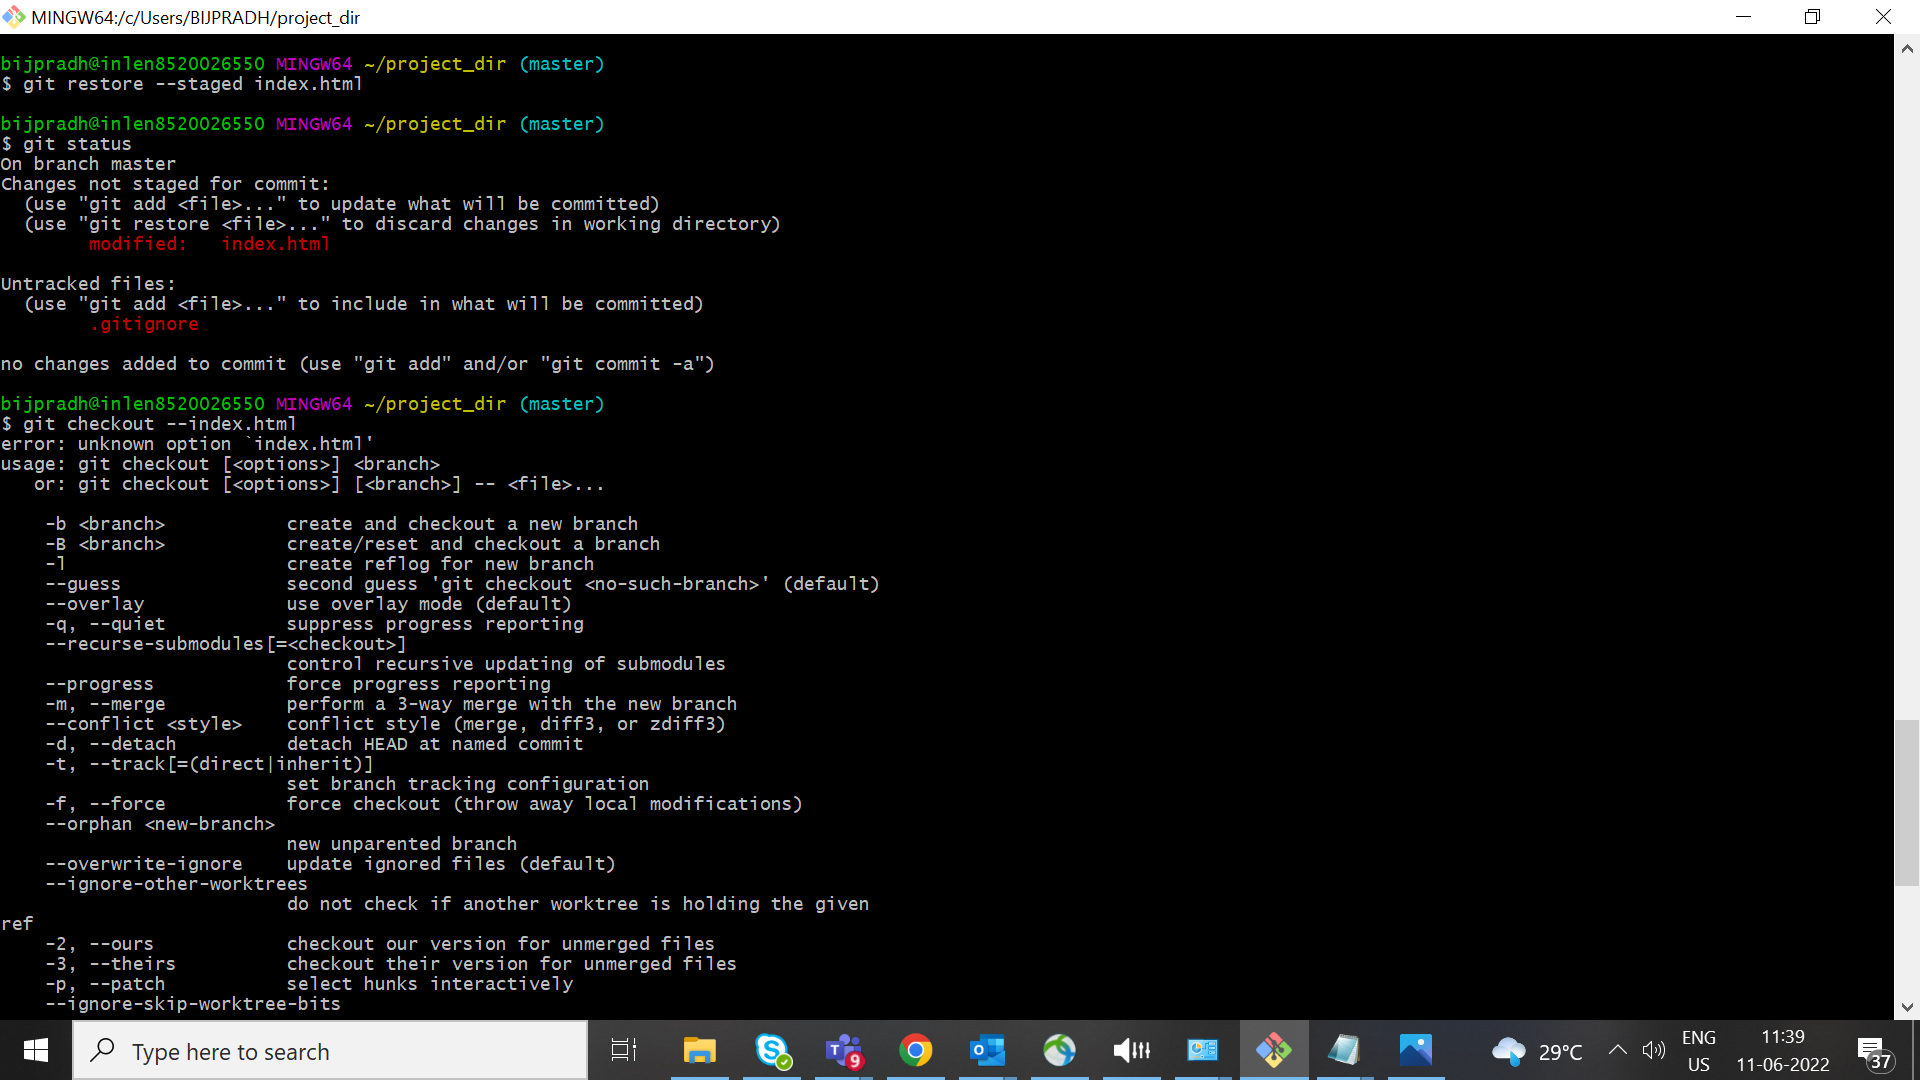 MINGW64:/c/Users/BIJPRADH/project_dir
bijpradh@inlen8520026550 MINGW64 ~/project_dir (master)
$ git restore --staged index.html
bijpradh@inlen8520026550 MINGW64 ~/project_dir (master)
$ git status
On branch master
Changes not staged for commit:
  (use "git add <file>..." to update what will be committed)
  (use "git restore <file>..." to discard changes in working directory)
        modified:   index.html
Untracked files:
  (use "git add <file>..." to include in what will be committed)
        .gitignore
no changes added to commit (use "git add" and/or "git commit -a")
bijpradh@inlen8520026550 MINGW64 ~/project_dir (master)
$ git checkout --index.html
error: unknown option `index.html'
usage: git checkout [<options>] <branch>
   or: git checkout [<options>] [<branch>] -- <file>...
    -b <branch>           create and checkout a new branch
    -B <branch>           create/reset and checkout a branch
    -l                    create reflog for new branch
    --guess               second guess 'git checkout <no-such-branch>' (default)
    --overlay             use overlay mode (default)
    -q, --quiet           suppress progress reporting
    --recurse-submodules[=<checkout>]
                          control recursive updating of submodules
    --progress            force progress reporting
    -m, --merge           perform a 3-way merge with the new branch
    --conflict <style>    conflict style (merge, diff3, or zdiff3)
    -d, --detach          detach HEAD at named commit
    -t, --track[=(direct|inherit)]
                          set branch tracking configuration
    -f, --force           force checkout (throw away local modifications)
    --orphan <new-branch>
                          new unparented branch
    --overwrite-ignore    update ignored files (default)
    --ignore-other-worktrees
                          do not check if another worktree is holding the given
ref
    -2, --ours            checkout our version for unmerged files
    -3, --theirs          checkout their version for unmerged files
    -p, --patch           select hunks interactively
    --ignore-skip-worktree-bits
Type here to search
9
29°C
ENG
US
11:39
11-06-2022
37